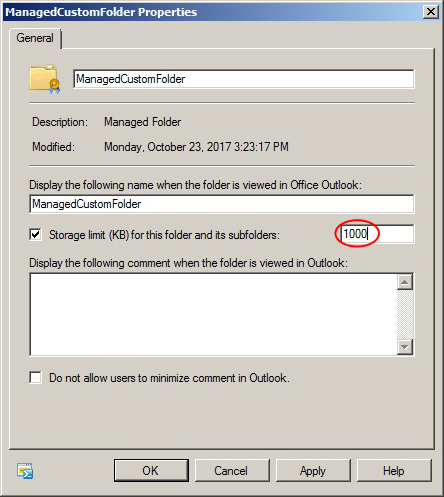 ManagedCustomFolder Properties
General
ManagedCustomFolder
Description: Managed Folder
Modified: Monday, October 23, 2017 3:23:17 PM
Display the following name when the folder is viewed in Office Outlook:
ManagedCustomFolder
Storage limit (KB) for this folder and its subfolders: 1000
Display the following comment when the folder is viewed in Outlook:
Do not allow users to minimize comment in Outlook.
OK Cancel Apply Help